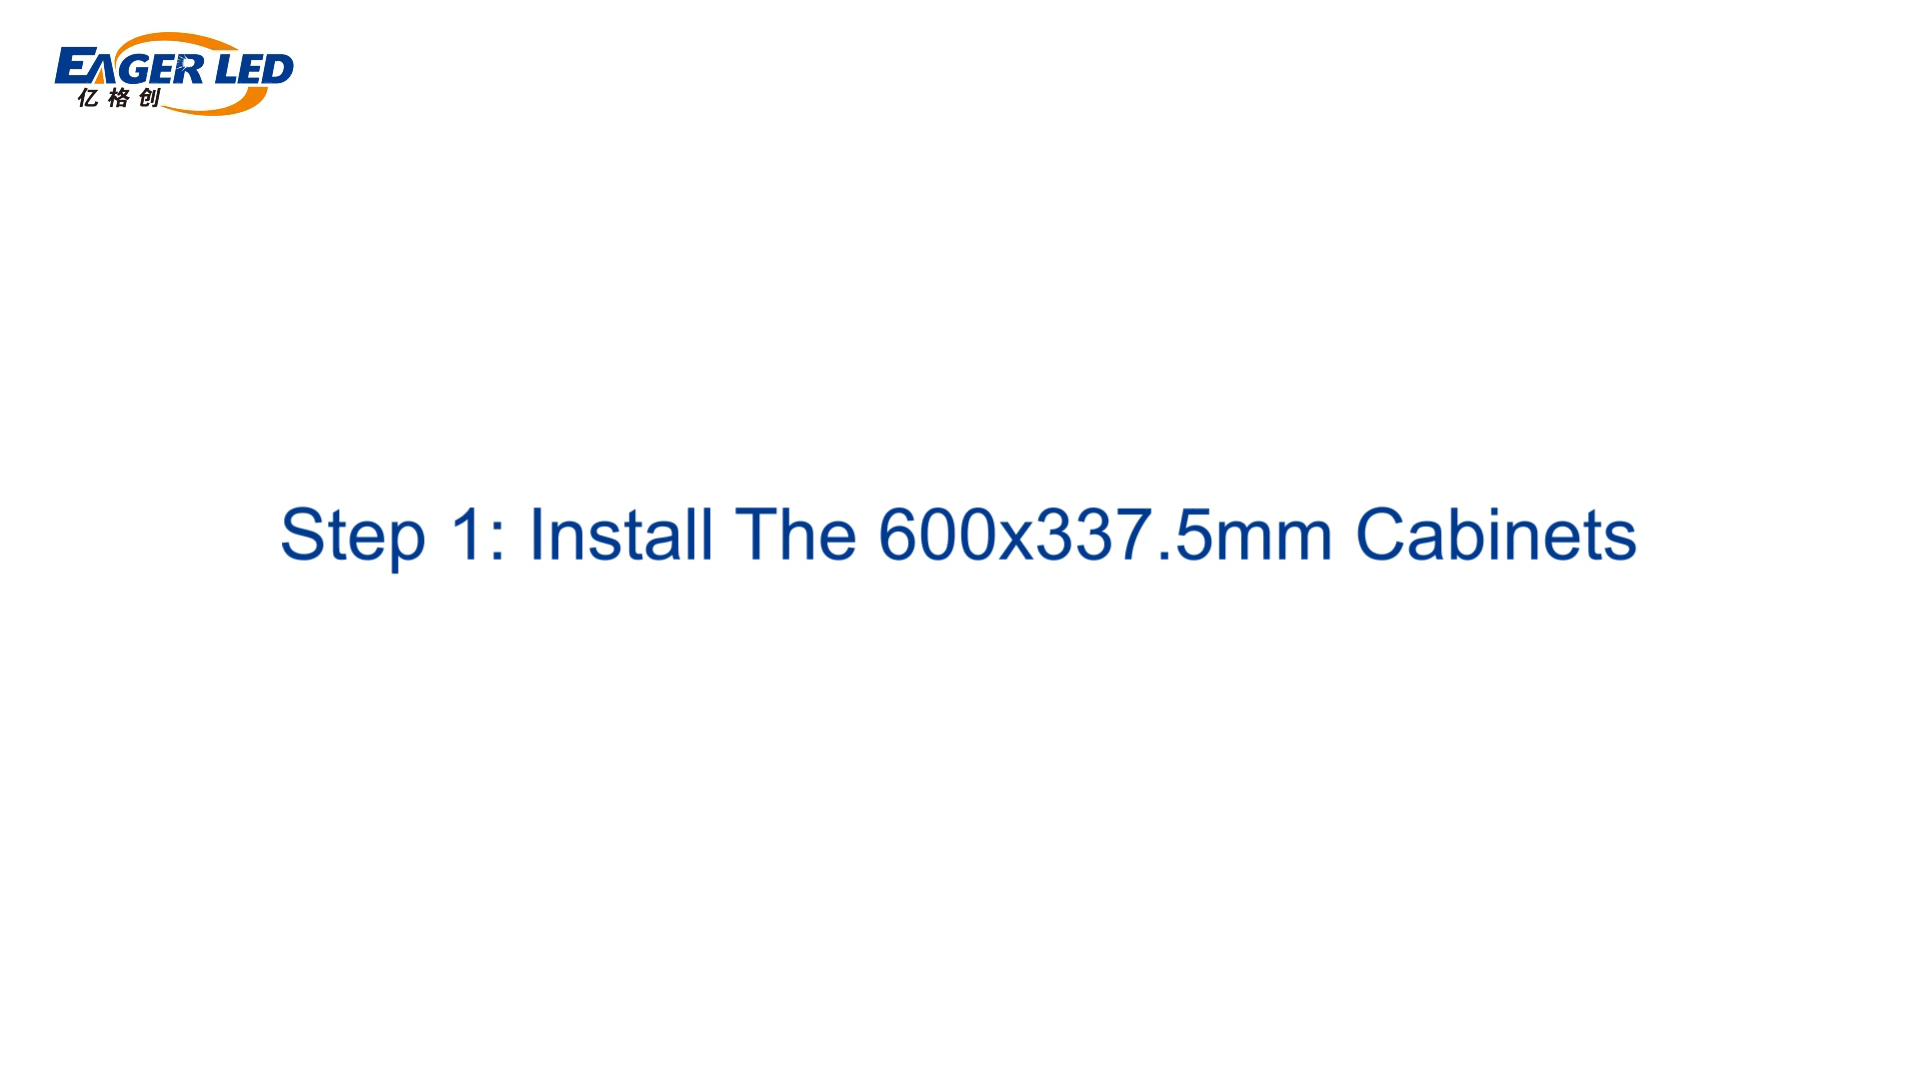 EAGER LED
亿格创
Step 1: Install The 600x337.5mm Cabinets